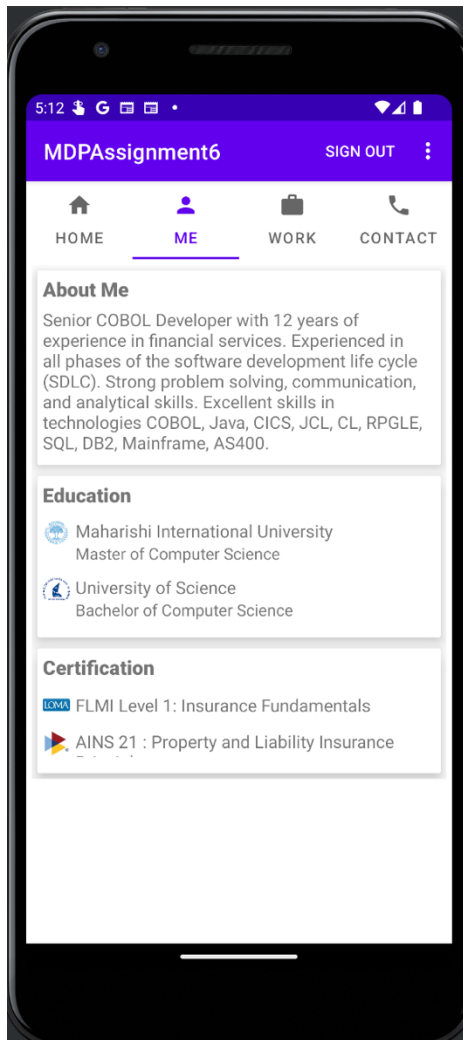 5:12 G
MDPAssignment6 SIGN OUT
HOME ME WORK CONTACT
About Me
Senior COBOL Developer with 12 years of
experience in financial services. Experienced in
all phases of the software development life cycle
(SDLC). Strong problem solving, communication,
and analytical skills. Excellent skills in
technologies COBOL, Java, CICS, JCL, CL, RPGLE,
SQL, DB2, Mainframe, AS400.
Education
Maharishi International University
Master of Computer Science
University of Science
Bachelor of Computer Science
Certification
LOMA FLMI Level 1: Insurance Fundamentals
AINS 21 : Property and Liability Insurance